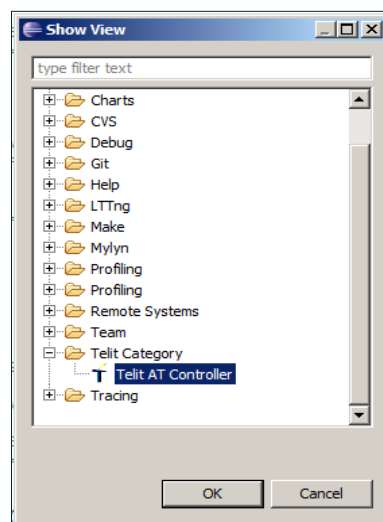 Show View
type filter text
Charts
CVS
Debug
Git
Help
LTTng
Make
Mylyn
Profiling
Profiling
Remote Systems
Team
Telit Category
Telit AT Controller
Tracing
OK
Cancel